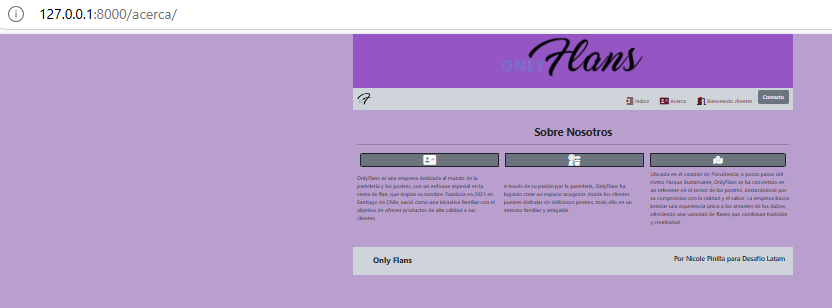 127.0.0.1:8000/acerca/
ONLY Flans
Indice Acerca Bienvenido clientes Contacto
Sobre Nosotros
OnlyFlans es una empresa dedicada al mundo de la
pastelería y los postres, con un enfoque especial en la
venta de flan, que inspira su nombre. Fundada en 2021 en
Santiago de Chile, nació como una iniciativa familiar con el
objetivo de ofrecer productos de alta calidad a sus
clientes.
A través de su pasión por la pastelería, OnlyFlans ha
logrado crear un espacio acogedor donde los clientes
pueden disfrutar de deliciosos postres, todo ello en un
entorno familiar y amigable.
Ubicada en el corazón de Providencia, a pocos pasos del
metro Parque Bustamante, OnlyFlans se ha convertido en
un referente en el sector de los postres, destacándose por
su compromiso con la calidad y el sabor. La empresa busca
brindar una experiencia única a los amantes de los dulces,
ofreciendo una variedad de flanes que combinan tradición
y creatividad.
Only Flans
Por Nicole Pinilla para Desafio Latam